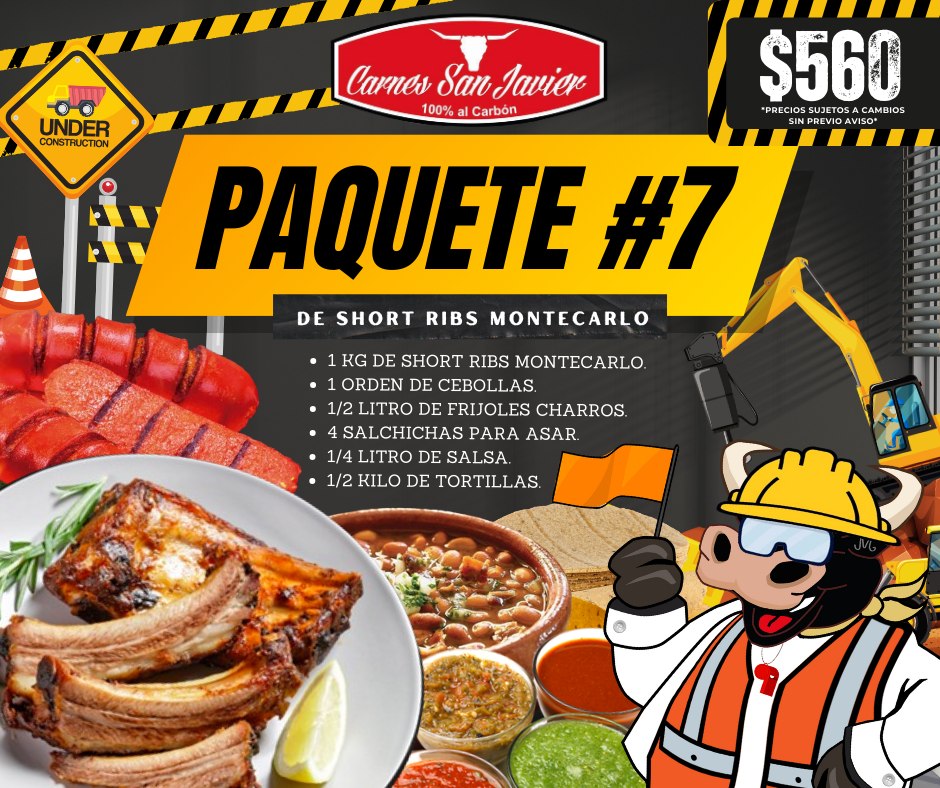 Carnes San Javier
100% al Carbón
$560
*PRECIOS SUJETOS A CAMBIOS
SIN PREVIO AVISO*
UNDER
CONSTRUCTION
PAQUETE #7
DE SHORT RIBS MONTECARLO
• 1 KG DE SHORT RIBS MONTECARLO.
• 1 ORDEN DE CEBOLLAS.
• 1/2 LITRO DE FRIJOLES CHARROS.
• 4 SALCHICHAS PARA ASAR.
• 1/4 LITRO DE SALSA.
• 1/2 KILO DE TORTILLAS.